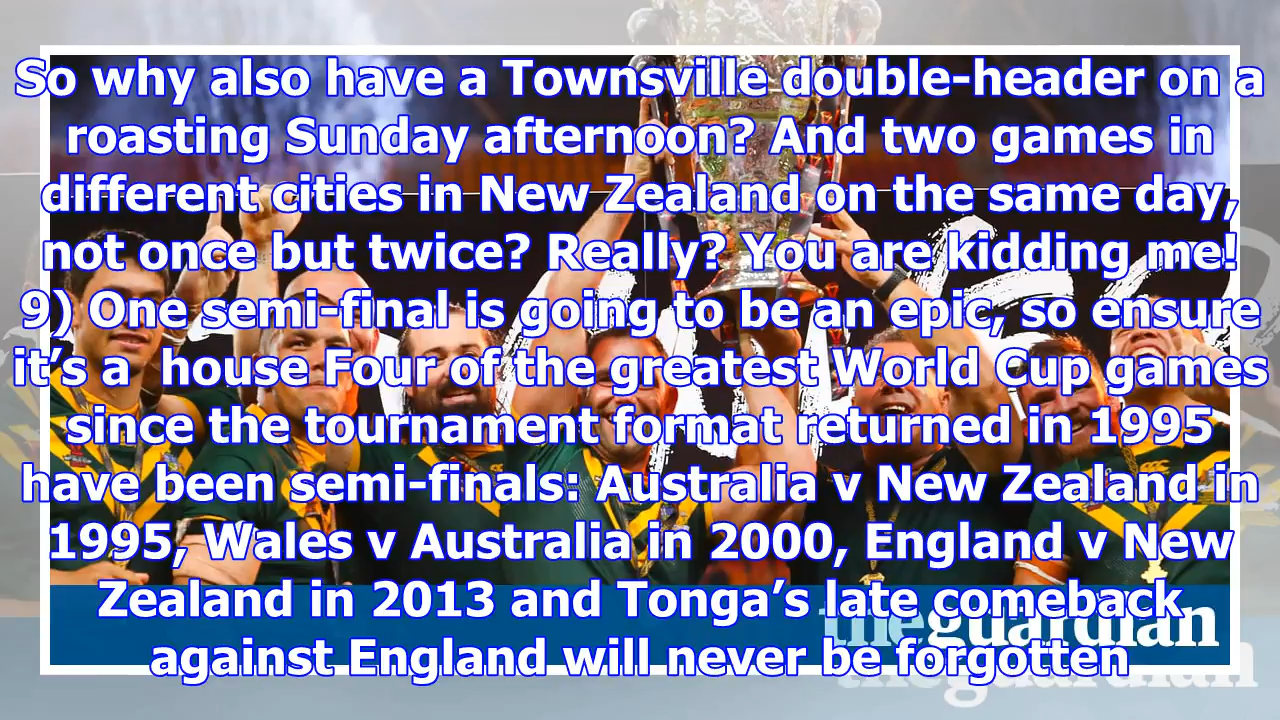 So why also have a Townsville double-header on a
roasting Sunday afternoon? And two games in
different cities in New Zealand on the same day,
not once but twice? Really? You are kidding me!
9) One semi-final is going to be an epic, so ensure
it’s a  house Four of the greatest World Cup games
since the tournament format returned in 1995
have been semi-finals: Australia v New Zealand in
1995, Wales v Australia in 2000, England v New
Zealand in 2013 and Tonga’s late comeback
against England will never be forgotten
theguardian
theguardian